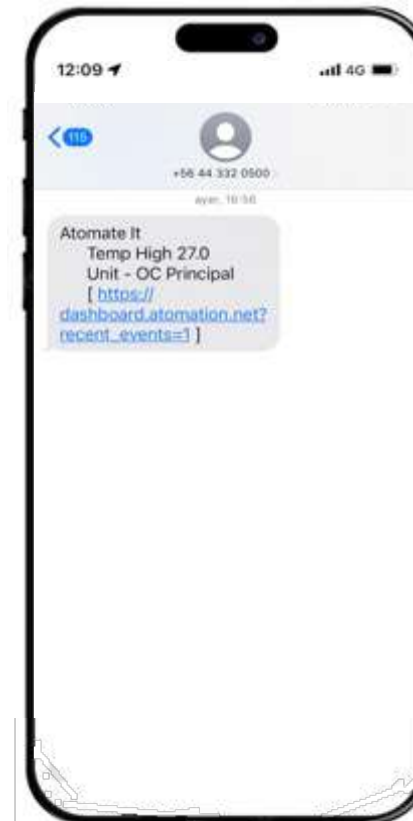 12:09
4G
115
+56 44 332 0500
ayer, 16:56
Atomate It
Temp High 27.0
Unit - OC Principal
[ https://
dashboard.atomation.net?
recent_events=1 ]